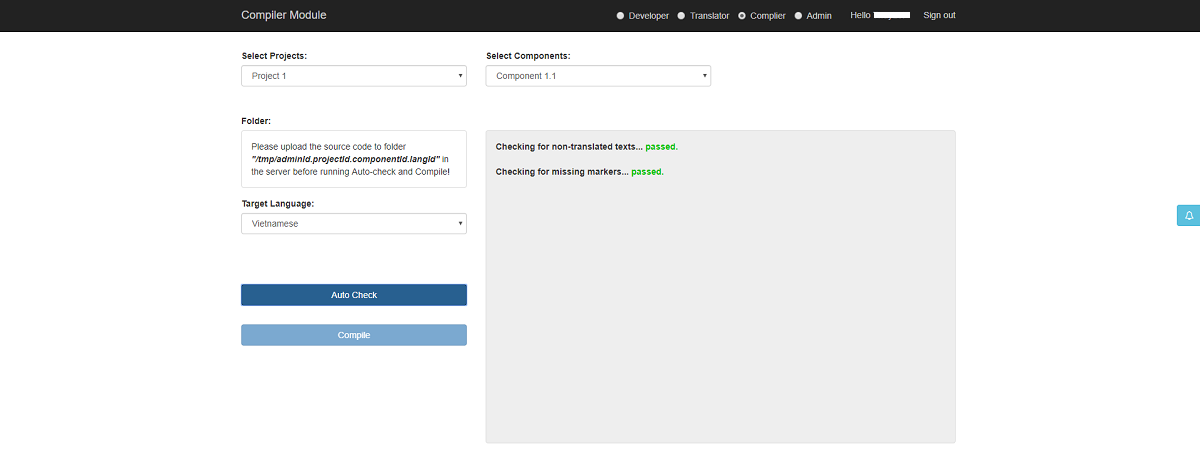 Compiler Module
Developer Translator Complier Admin Hello Sign out
Select Projects:
Project 1
Select Components:
Component 1.1
Folder:
Please upload the source code to folder
"/tmp/adminId.projectId.componentId.langId" in
the server before running Auto-check and Compile!
Target Language:
Vietnamese
Auto Check
Compile
Checking for non-translated texts... passed.
Checking for missing markers... passed.